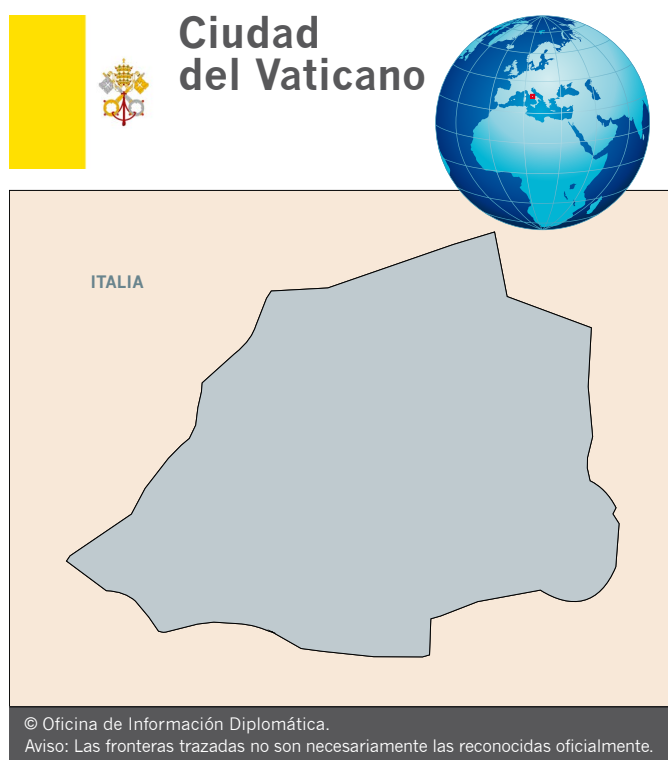 Ciudad
del Vaticano
ITALIA
© Oficina de Información Diplomática.
Aviso: Las fronteras trazadas no son necesariamente las reconocidas oficialmente.